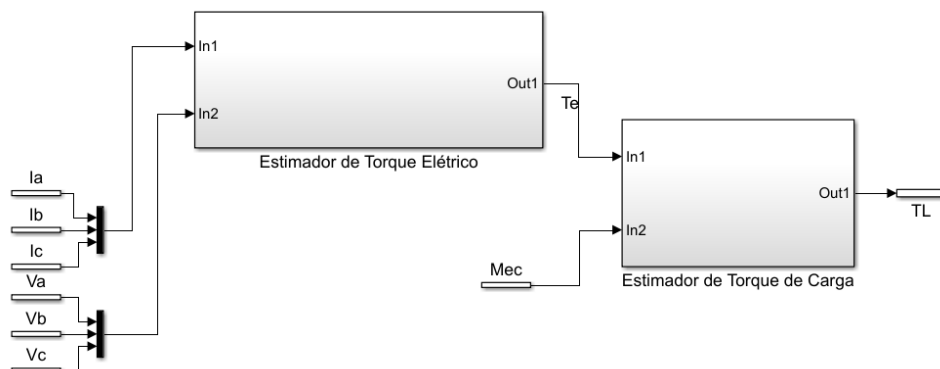 In1
In2
Out1
Te
Estimador de Torque Elétrico
Ia
Ib
Ic
Va
Vb
Vc
In1
In2
Out1
TL
Mec
Estimador de Torque de Carga